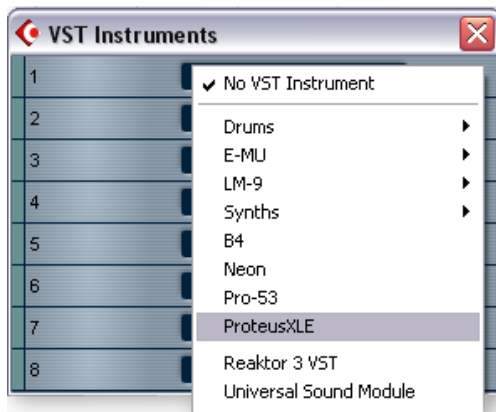 VST Instruments
1
2
3
4
5
6
7
8
No VST Instrument
Drums
E-MU
LM-9
Synths
B4
Neon
Pro-53
ProteusXLE
Reaktor 3 VST
Universal Sound Module